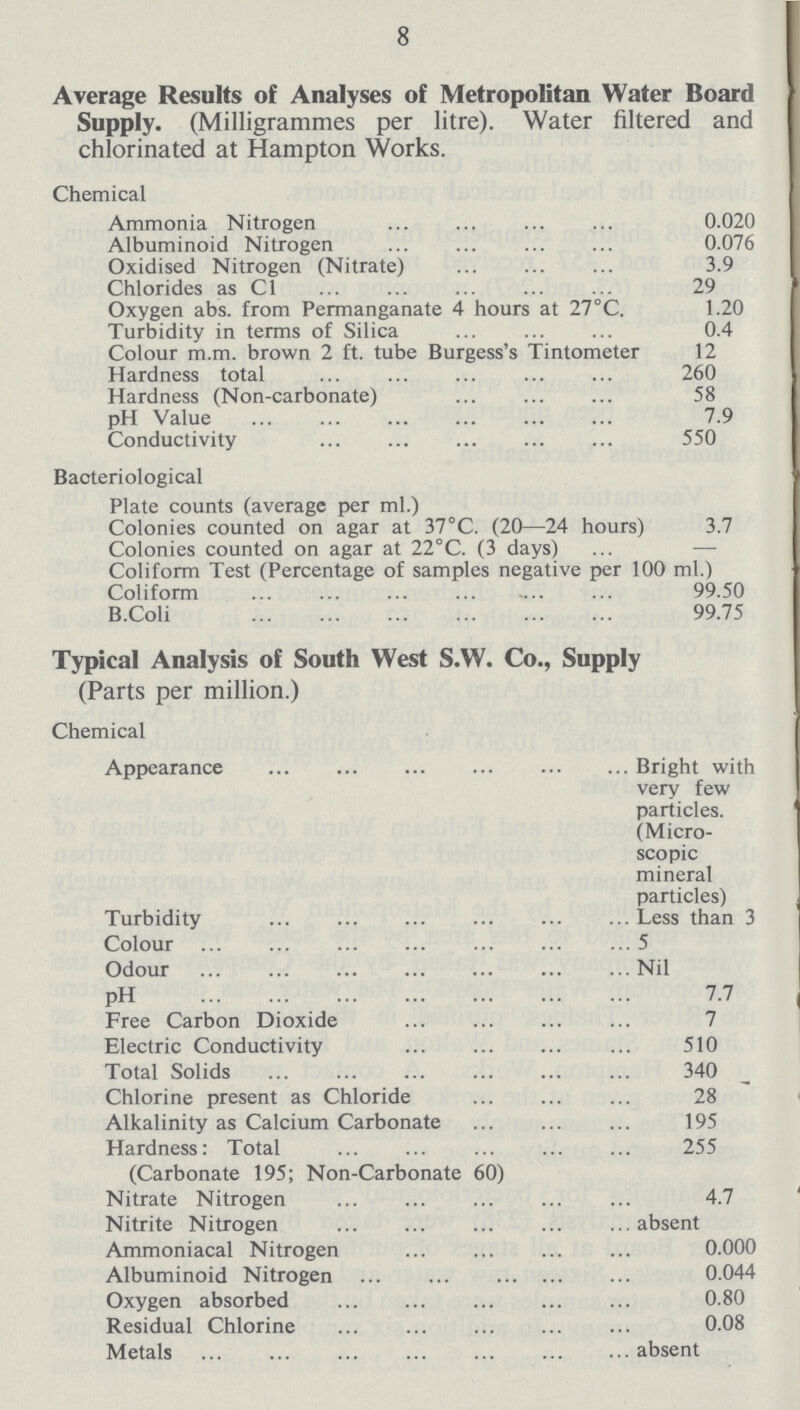 8
Average Results of Analyses of Metropolitan Water Board
Supply. (Milligrammes per litre). Water filtered and
chlorinated at Hampton Works.
Chemical
Ammonia Nitrogen ... ... ... ... 0.020
Albuminoid Nitrogen ... ... ... ... 0.076
Oxidised Nitrogen (Nitrate) ... ... ... 3.9
Chlorides as Cl ... ... ... ... ... 29
Oxygen abs. from Permanganate 4 hours at 27°C. 1.20
Turbidity in terms of Silica ... ... ... 0.4
Colour m.m. brown 2 ft. tube Burgess's Tintometer 12
Hardness total ... ... ... ... ... 260
Hardness (Non-carbonate) ... ... ... 58
pH Value ... ... ... ... ... ... 7.9
Conductivity ... ... ... ... ... 550
Bacteriological
Plate counts (average per ml.)
Colonies counted on agar at 37°C. (20—24 hours) 3.7
Colonies counted on agar at 22°C. (3 days) ... —
Coliform Test (Percentage of samples negative per 100 ml.)
Coliform ... ... ... ... ... ... 99.50
B.Coli ... ... ... ... ... ... 99.75
Typical Analysis of South West S.W. Co., Supply
(Parts per million.)
Chemical
Appearance ... ... ... ... ... ... Bright with
very few
particles.
(Micro-
scopic
mineral
particles)
Turbidity ... ... ... ... ... ... Less than 3
Colour ... ... ... ... ... ... ... 5
Odour ... ... ... ... ... ... ... Nil
pH ... ... ... ... ... ... ... 7.7
Free Carbon Dioxide ... ... ... ... 7
Electric Conductivity ... ... ... ... 510
Total Solids ... ... ... ... ... ... 340
Chlorine present as Chloride ... ... ... 28
Alkalinity as Calcium Carbonate ... ... ... 195
Hardness: Total ... ... ... ... ... 255
(Carbonate 195; Non-Carbonate 60)
Nitrate Nitrogen ... ... ... ... ... 4.7
Nitrite Nitrogen ... ... ... ... ... absent
Ammoniacal Nitrogen ... ... ... ... 0.000
Albuminoid Nitrogen ... ... ... ... ... 0.044
Oxygen absorbed ... ... ... ... ... 0.80
Residual Chlorine ... ... ... ... ... 0.08
Metals ... ... ... ... ... ... ... absent